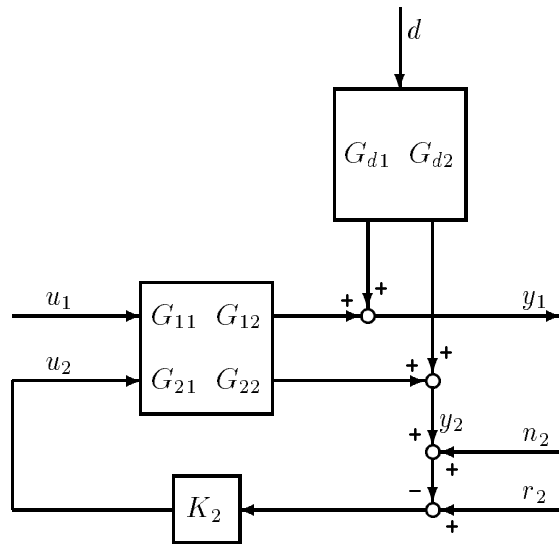 d
G_{d1} G_{d2}
+ +
u_1
G_{11} G_{12}
y_1
u_2
G_{21} G_{22}
+
+
y_2
+
n_2
+
−
K_2
r_2
+